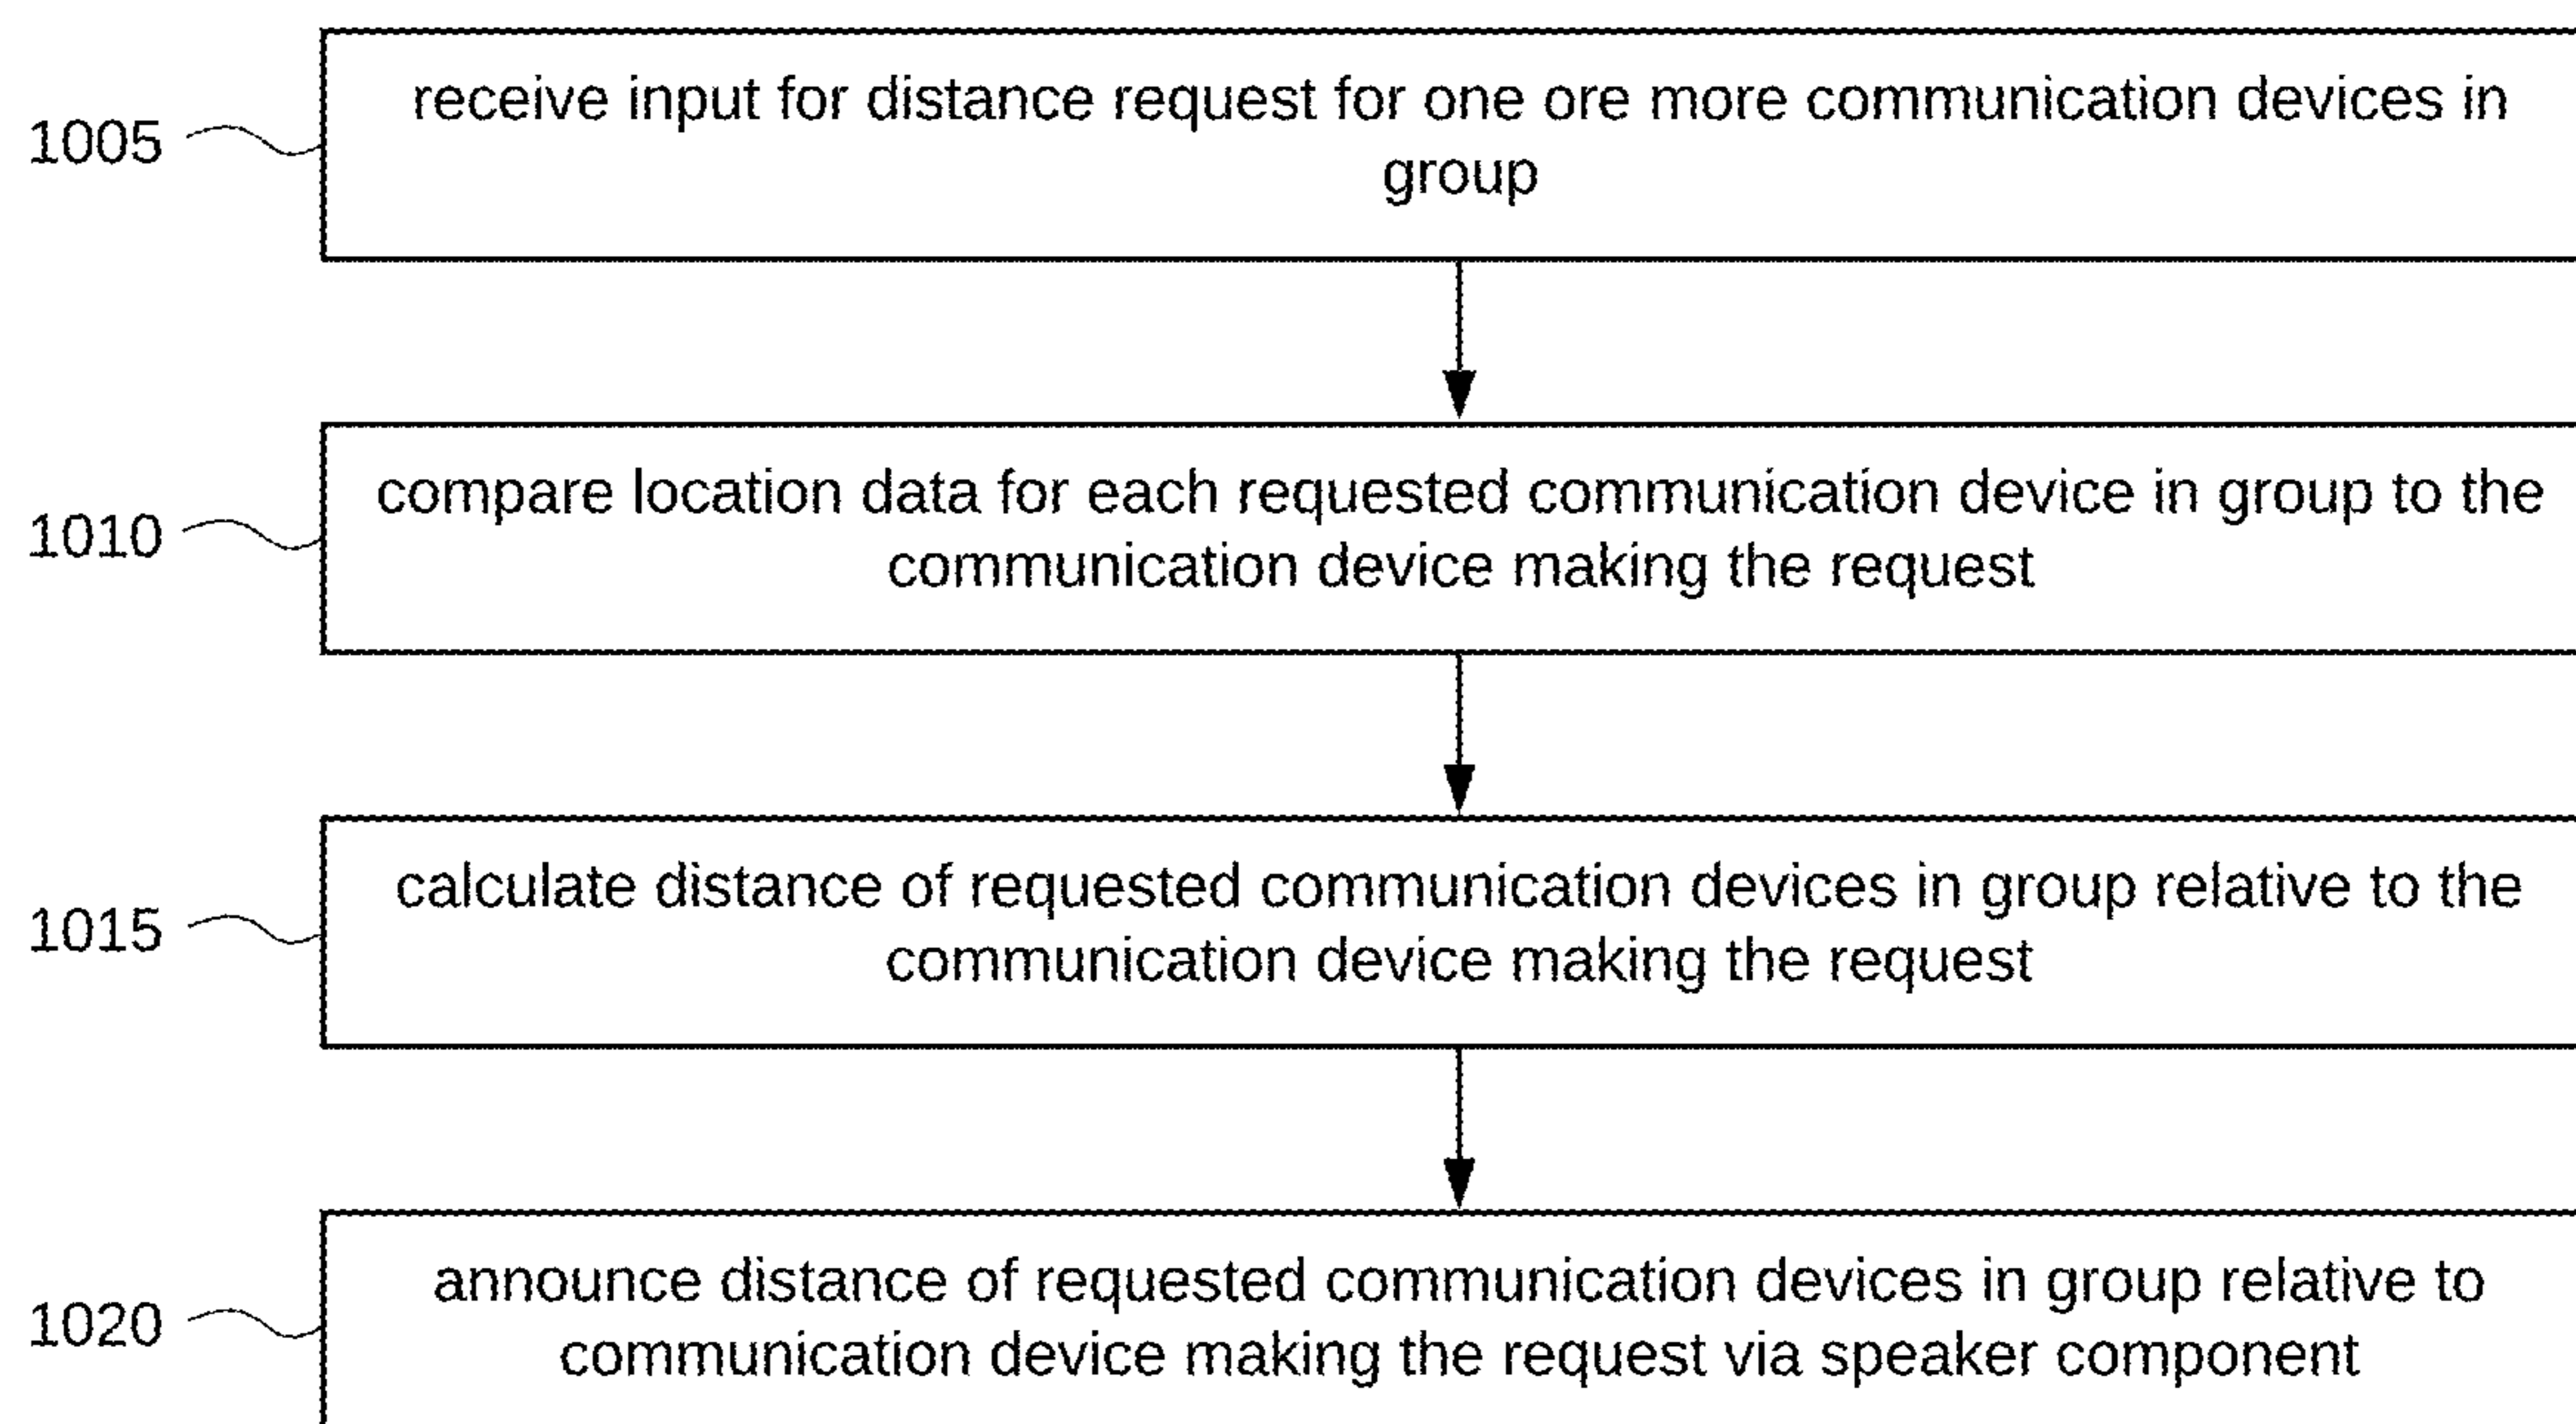 receive input for distance request for one ore more communication devices in
group
1005
compare location data for each requested communication device in group to the
communication device making the request
1010
calculate distance of requested communication devices in group relative to the
communication device making the request
1015
announce distance of requested communication devices in group relative to
communication device making the request via speaker component
1020